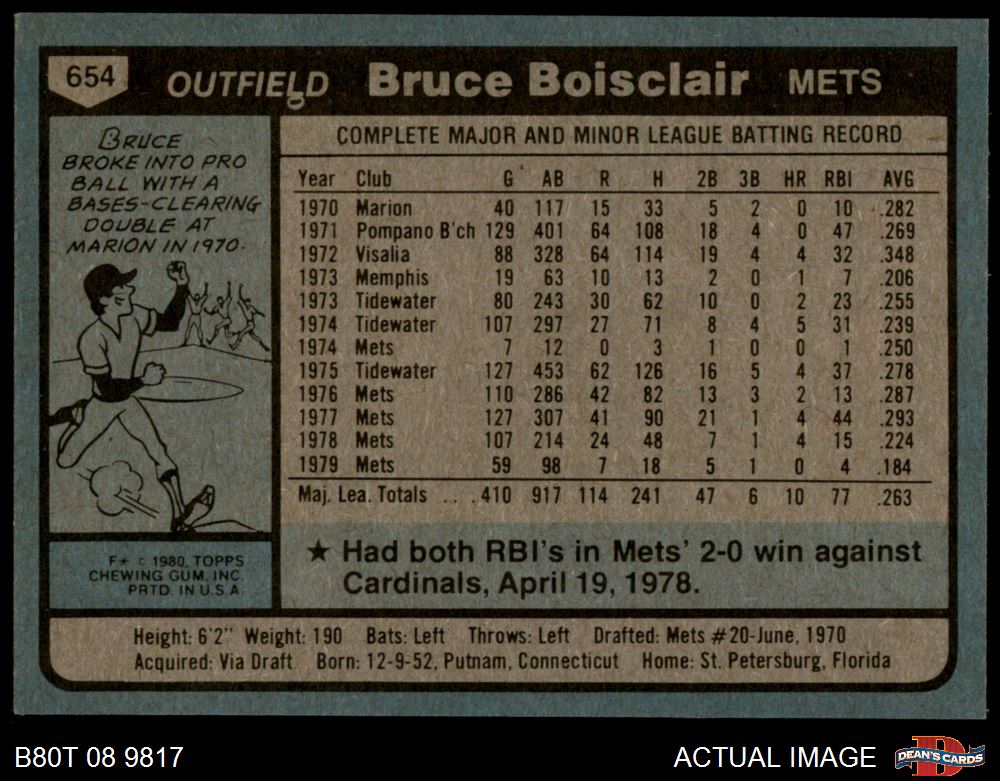 654 OUTFIELD Bruce Boisclair METS
BRUCE
BROKE INTO PRO
BALL WITH A
BASES-CLEARING
DOUBLE AT
MARION IN 1970.
F* © 1980, TOPPS
CHEWING GUM, INC.
PRTD. IN U.S.A.
COMPLETE MAJOR AND MINOR LEAGUE BATTING RECORD
Year Club G AB R H 2B 3B HR RBI AVG
1970 Marion 40 117 15 33 5 2 0 10 .282
1971 Pompano B'ch 129 401 64 108 18 4 0 47 .269
1972 Visalia 88 328 64 114 19 4 4 32 .348
1973 Memphis 19 63 10 13 2 0 1 7 .206
1973 Tidewater 80 243 30 62 10 0 2 23 .255
1974 Tidewater 107 297 27 71 8 4 5 31 .239
1974 Mets 7 12 0 3 1 0 0 1 .250
1975 Tidewater 127 453 62 126 16 5 4 37 .278
1976 Mets 110 286 42 82 13 3 2 13 .287
1977 Mets 127 307 41 90 21 1 4 44 .293
1978 Mets 107 214 24 48 7 1 4 15 .224
1979 Mets 59 98 7 18 5 1 0 4 .184
Maj. Lea. Totals ... 410 917 114 241 47 6 10 77 .263
★ Had both RBI's in Mets' 2-0 win against
Cardinals, April 19, 1978.
Height: 6'2" Weight: 190 Bats: Left Throws: Left Drafted: Mets #20-June, 1970
Acquired: Via Draft Born: 12-9-52, Putnam, Connecticut Home: St. Petersburg, Florida
B80T 08 9817
ACTUAL IMAGE
D
DEAN'S CARDS